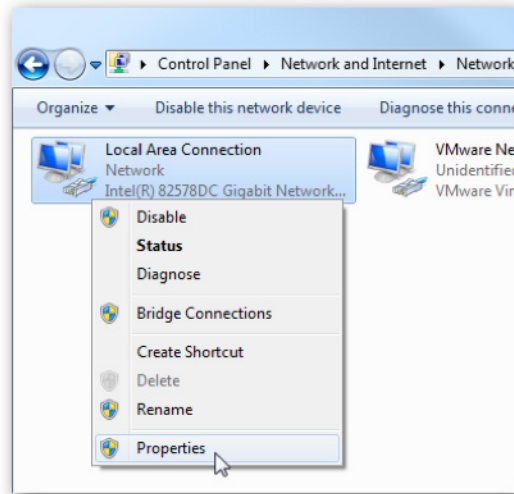 Control Panel Network and Internet Network
Organize Disable this network device Diagnose this conne
Local Area Connection
Network
Intel(R) 82578DC Gigabit Network...
VMware Ne
Unidentified
VMware Vir
Disable
Status
Diagnose
Bridge Connections
Create Shortcut
Delete
Rename
Properties